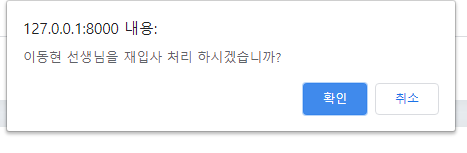 127.0.0.1:8000 내용:
이동현 선생님을 재입사 처리 하시겠습니까?
확인
취소